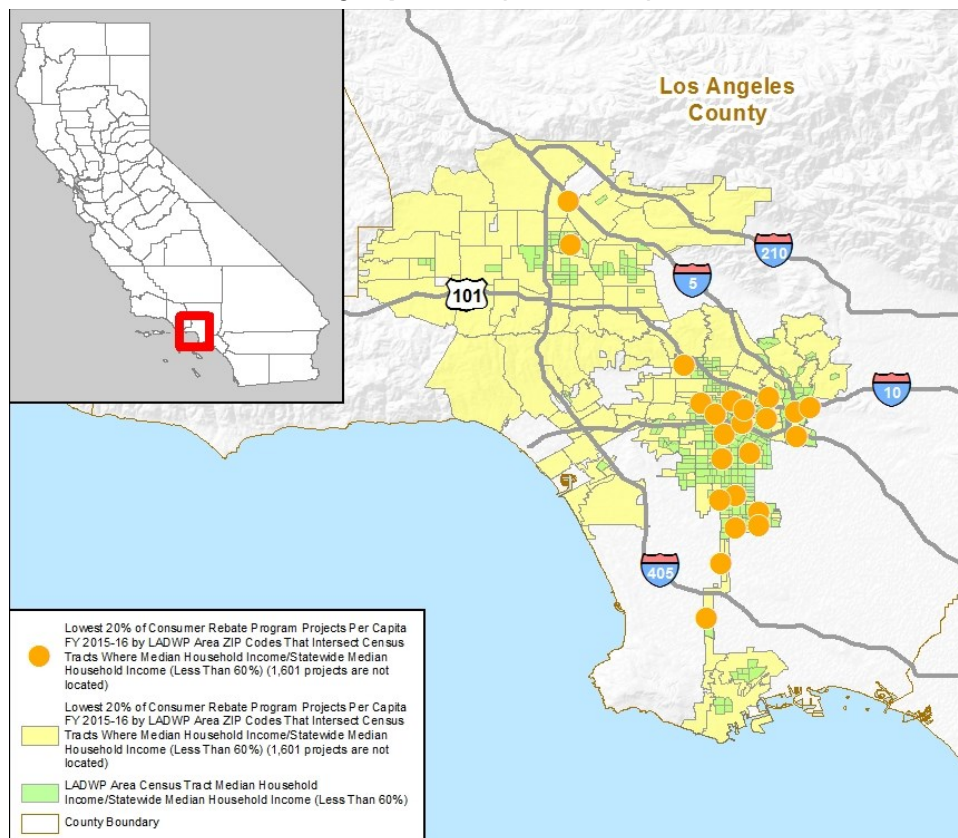 Los Angeles
County
210
5
101
10
405
Lowest 20% of Consumer Rebate Program Projects Per Capita
FY 2015-16 by LADWP Area ZIP Codes That Intersect Census
Tracts Where Median Household Income/Statewide Median
Household Income (Less Than 60%) (1,601 projects are not
located)
Lowest 20% of Consumer Rebate Program Projects Per Capita
FY 2015-16 by LADWP Area ZIP Codes That Intersect Census
Tracts Where Median Household Income/Statewide Median
Household Income (Less Than 60%) (1,601 projects are not
located)
LADWP Area Census Tract Median Household
Income/Statewide Median Household Income (Less Than 60%)
County Boundary